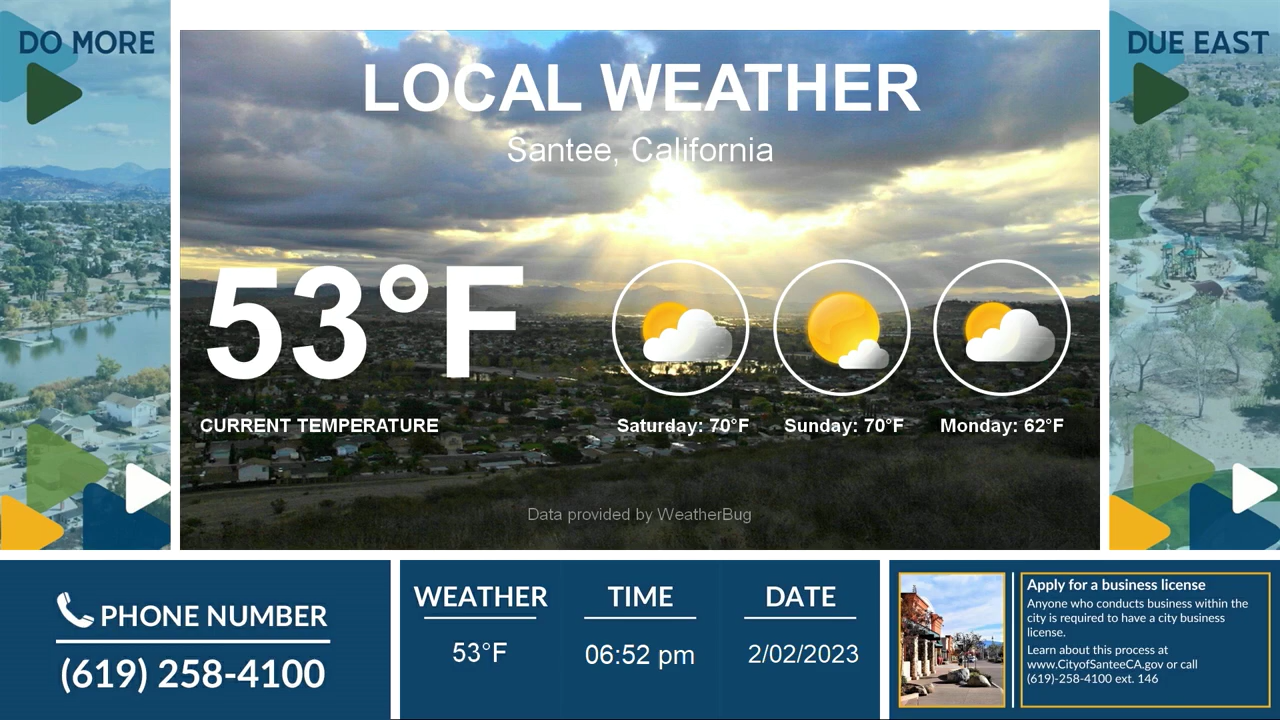 DO MORE
DUE EAST
LOCAL WEATHER
Santee, California
53°F
CURRENT TEMPERATURE
Saturday: 70°F
Sunday: 70°F
Monday: 62°F
Data provided by WeatherBug
PHONE NUMBER
(619) 258-4100
WEATHER
53°F
TIME
06:52 pm
DATE
2/02/2023
Apply for a business license
Anyone who conducts business within the
city is required to have a city business
license.
Learn about this process at
www.CityofSanteeCA.gov or call
(619)-258-4100 ext. 146